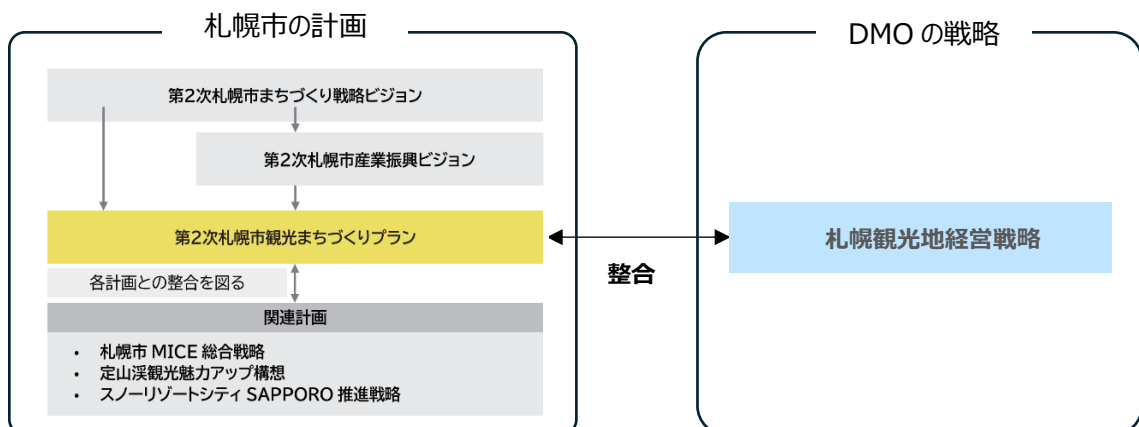 札幌市の計画
第2次札幌市まちづくり戦略ビジョン
第2次札幌市産業振興ビジョン
第2次札幌市観光まちづくりプラン
各計画との整合を図る
関連計画
• 札幌市 MICE 総合戦略
• 定山渓観光魅力アップ構想
• スノーリゾートシティ SAPPORO 推進戦略
整合
DMO の戦略
札幌観光地経営戦略